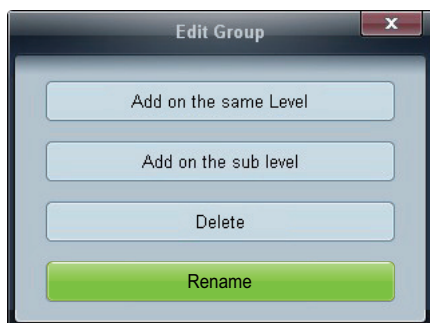 Edit Group
x
Add on the same Level
Add on the sub level
Delete
Rename